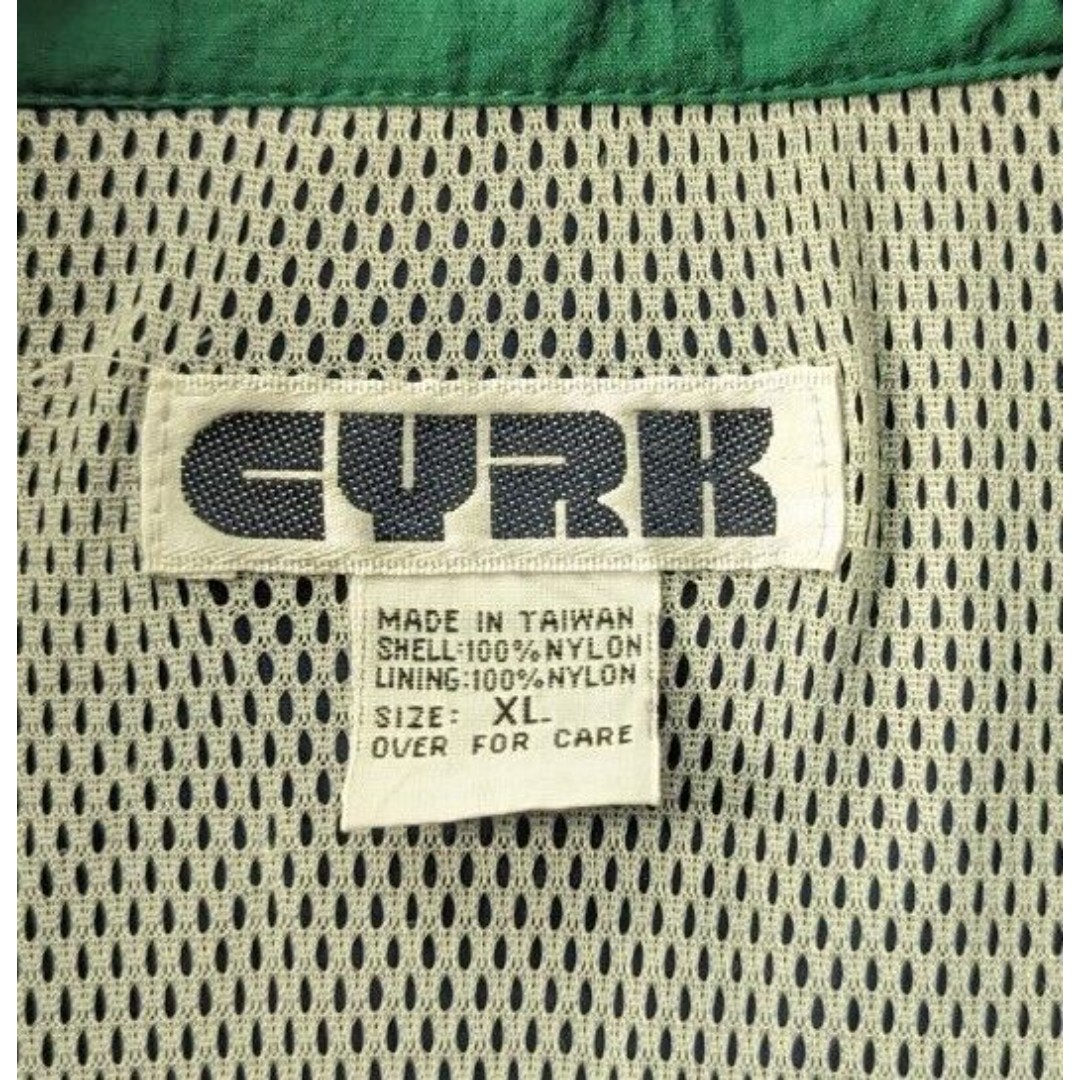 CYRK
MADE IN TAIWAN
SHELL:100%NYLON
LINING:100%NYLON
SIZE: XL
OVER FOR CARE